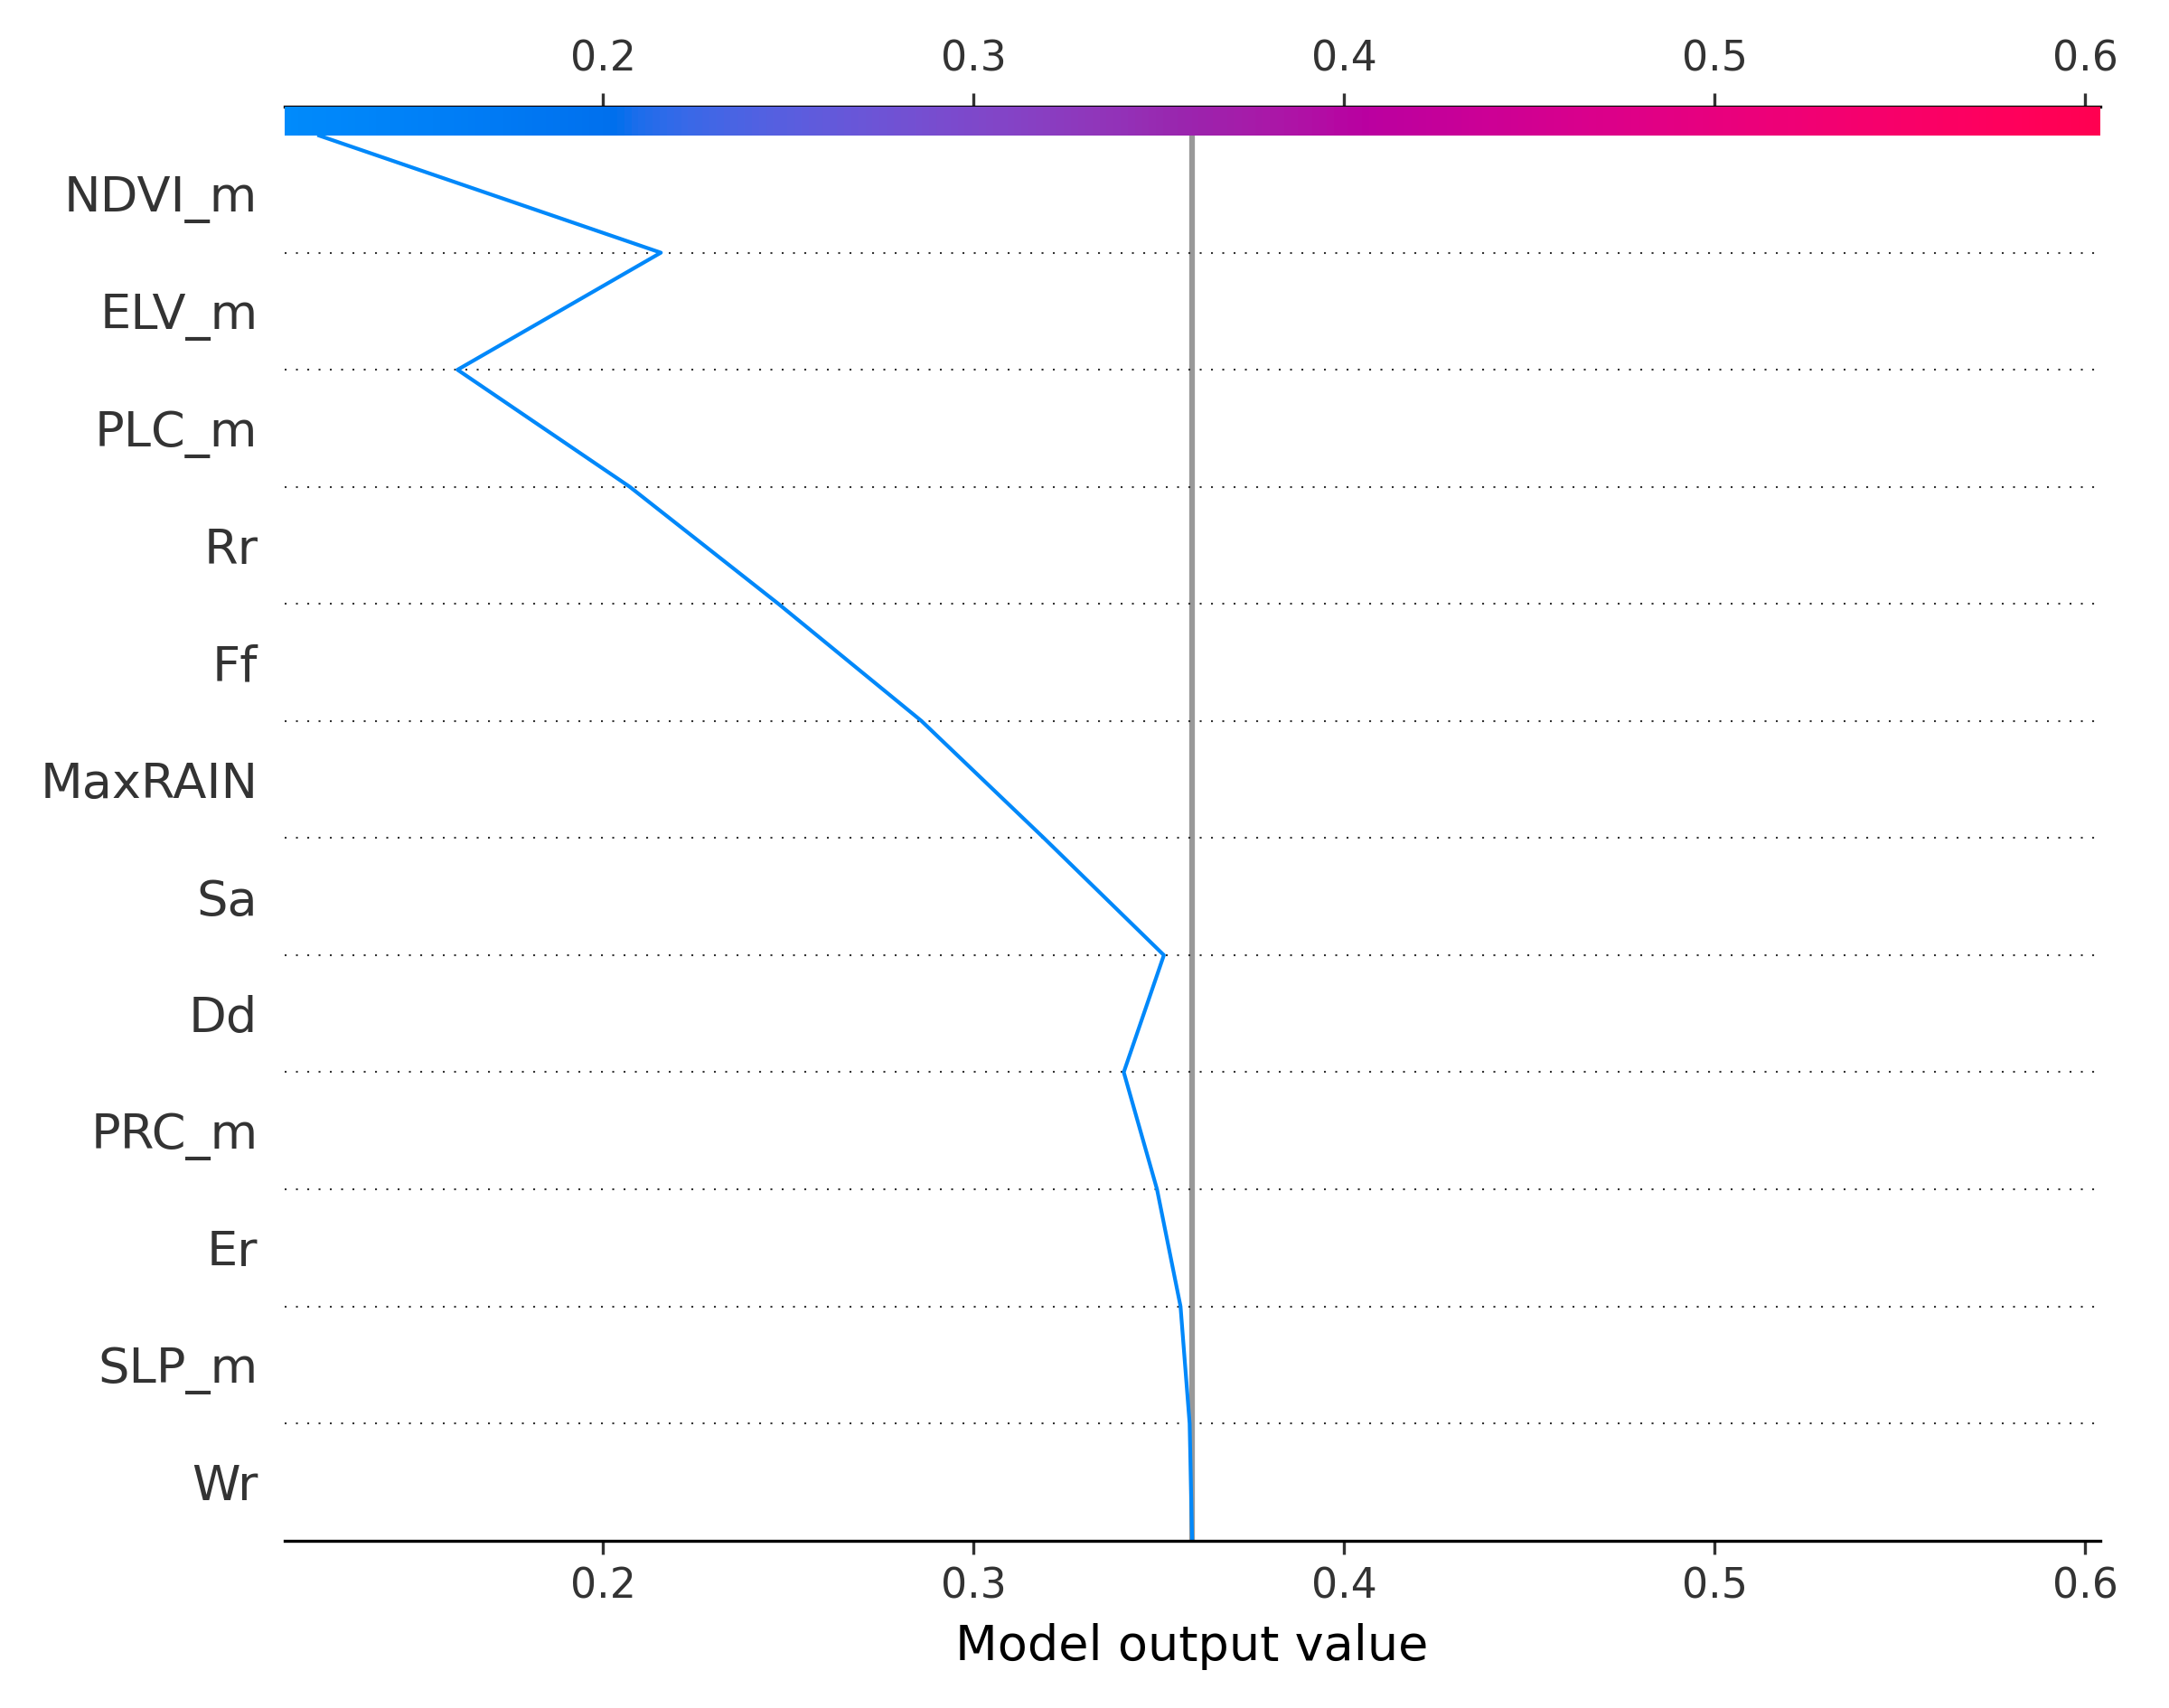 0.2 0.3 0.4 0.5 0.6
NDVI_m
ELV_m
PLC_m
Rr
Ff
MaxRAIN
Sa
Dd
PRC_m
Er
SLP_m
Wr
0.2 0.3 0.4 0.5 0.6
Model output value